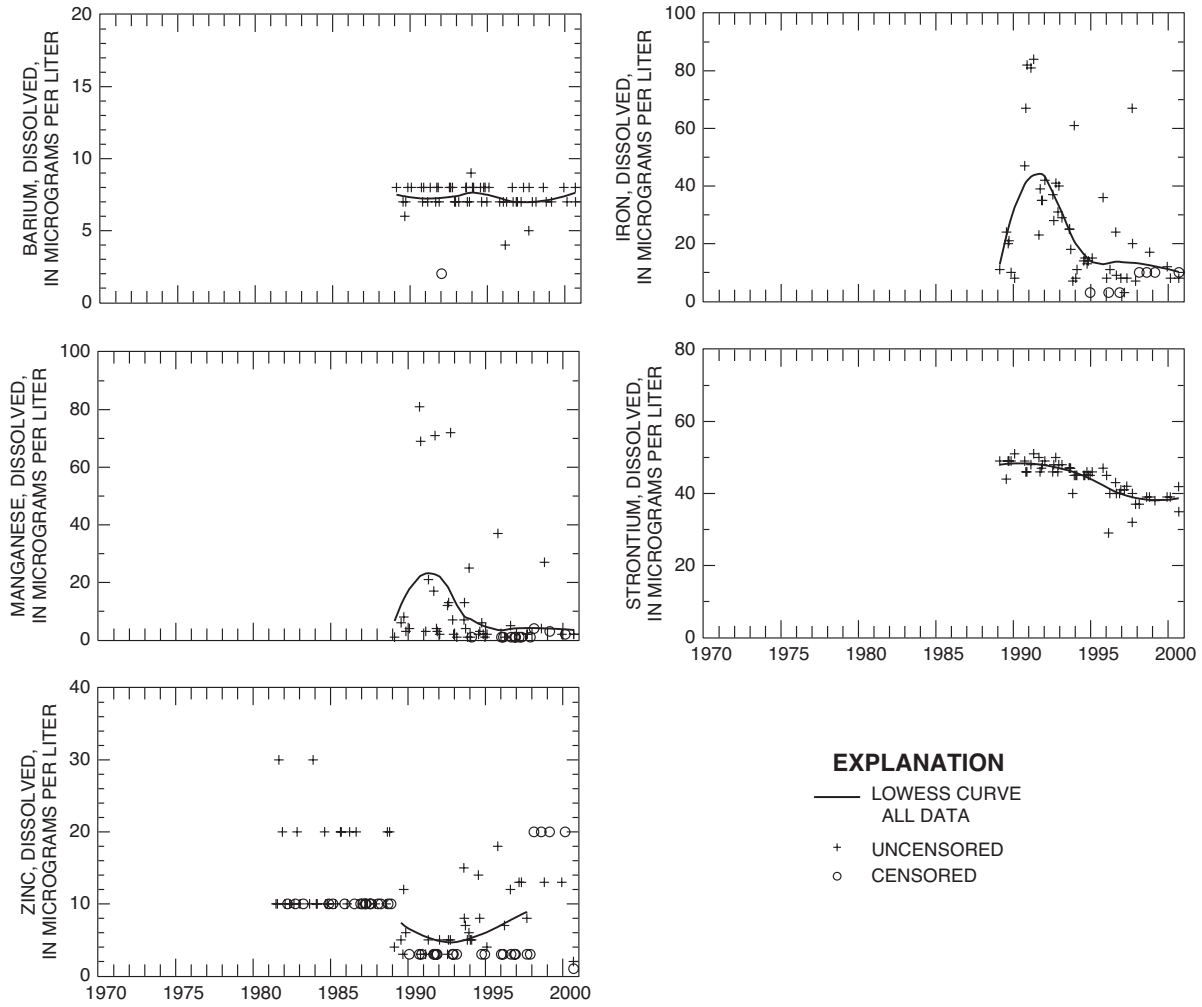 BARIUM, DISSOLVED,
IN MICROGRAMS PER LITER
20
15
10
5
0
IRON, DISSOLVED,
IN MICROGRAMS PER LITER
100
80
60
40
20
0
MANGANESE, DISSOLVED,
IN MICROGRAMS PER LITER
100
80
60
40
20
0
STRONTIUM, DISSOLVED,
IN MICROGRAMS PER LITER
80
60
40
20
0
1970 1975 1980 1985 1990 1995 2000
ZINC, DISSOLVED,
IN MICROGRAMS PER LITER
40
30
20
10
0
1970 1975 1980 1985 1990 1995 2000
EXPLANATION
LOWESS CURVE
ALL DATA
UNCENSORED
CENSORED